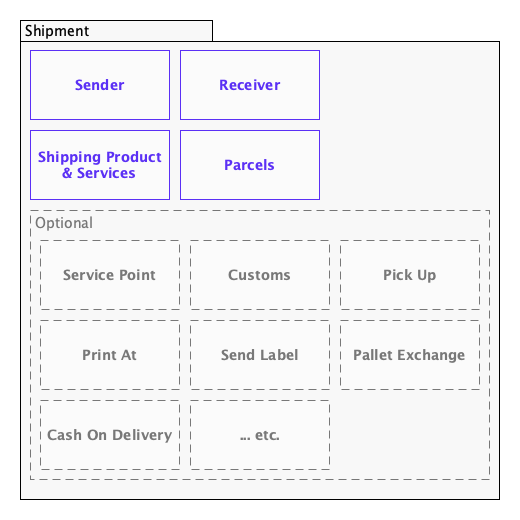 Shipment
Sender
Receiver
Shipping Product
& Services
Parcels
Optional
Service Point
Customs
Pick Up
Print At
Send Label
Pallet Exchange
Cash On Delivery
... etc.